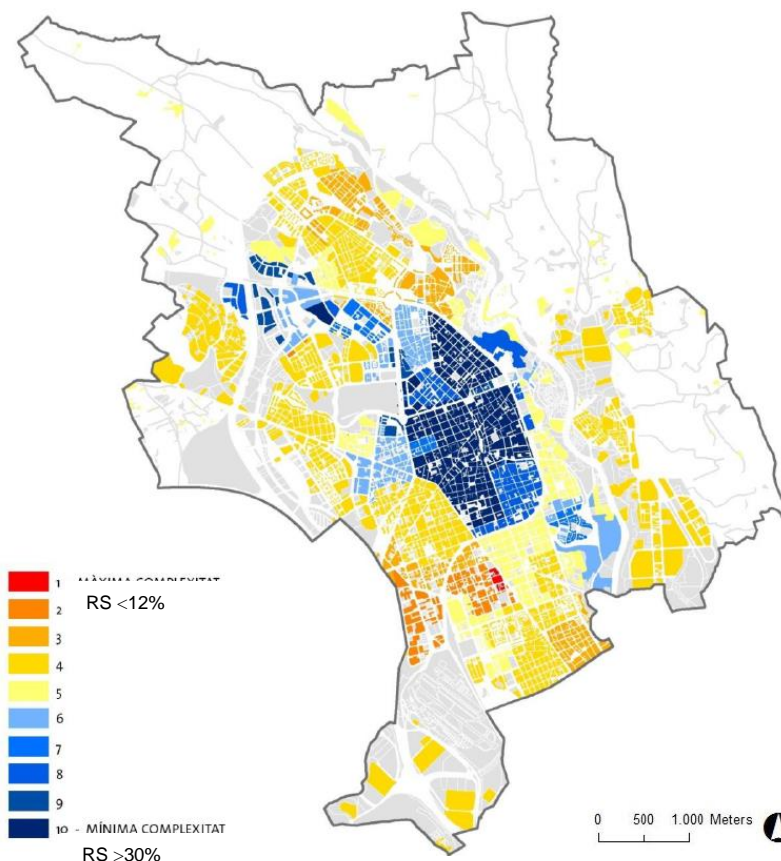 1 - MÀXIMA COMPLEXITAT
RS <12%
2
3
4
5
6
7
8
9
10 - MÍNIMA COMPLEXITAT
RS >30%
0 500 1.000 Meters